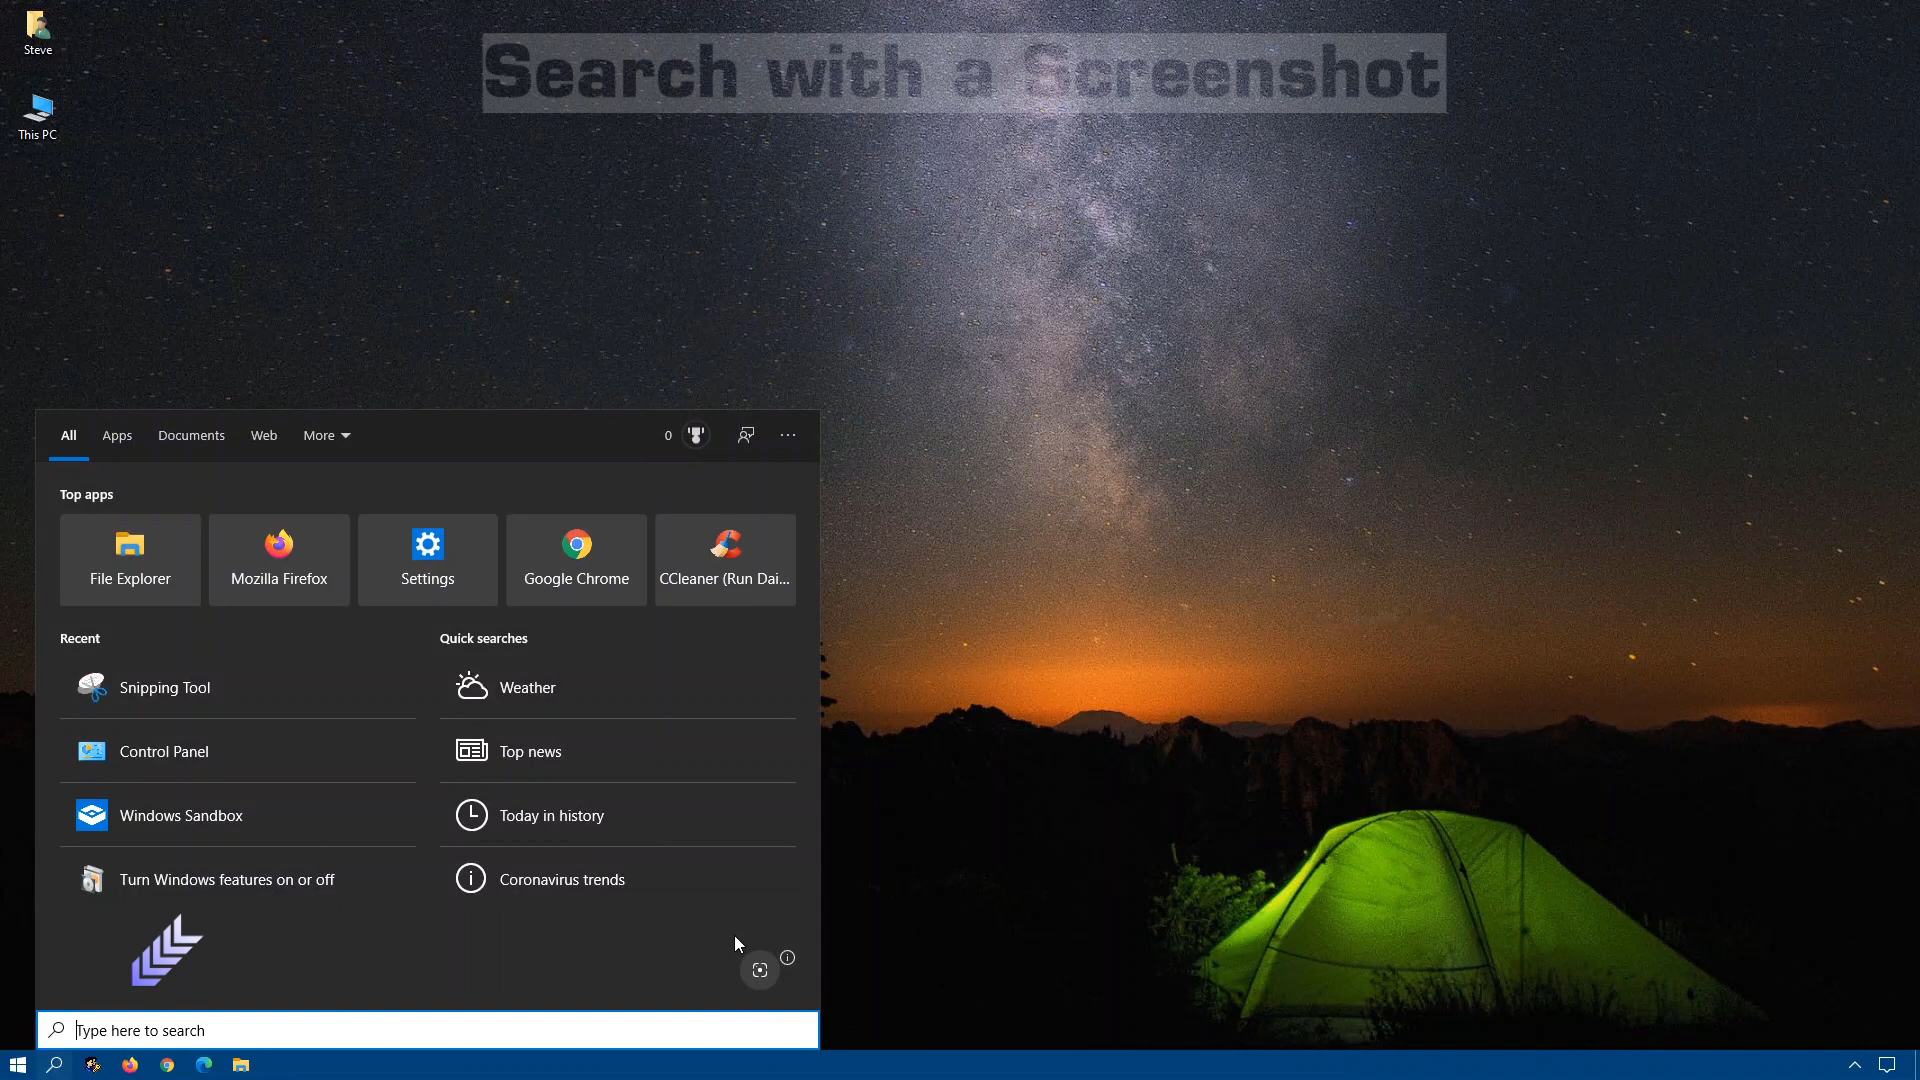 Search with a Screenshot
Steve
This PC
All Apps Documents Web More 0 ...
Top apps
File Explorer Mozilla Firefox Settings Google Chrome CCleaner (Run Dai...
Recent Quick searches
Snipping Tool Weather
Control Panel Top news
Windows Sandbox Today in history
Turn Windows features on or off Coronavirus trends
Type here to search